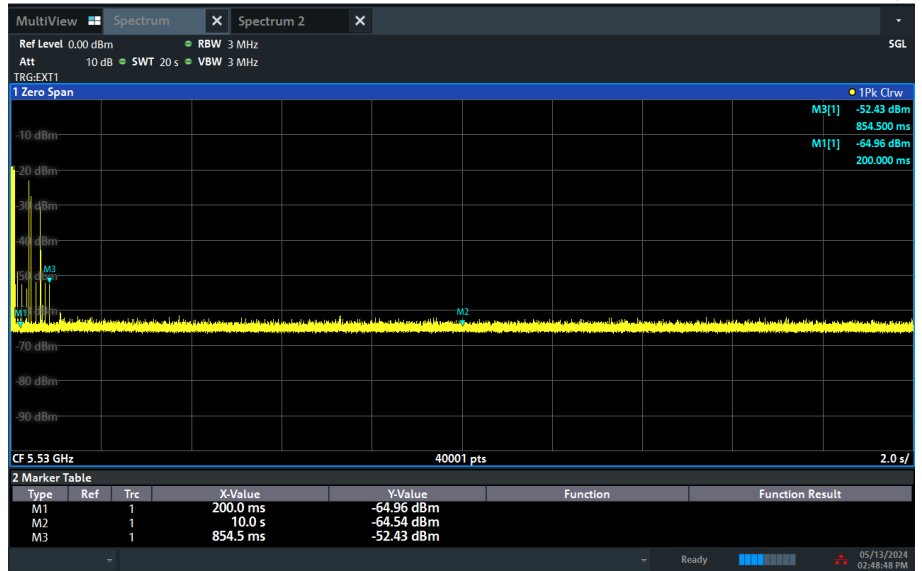 MultiView Spectrum X Spectrum 2 X
Ref Level 0.00 dBm RBW 3 MHz SGL
Att 10 dB SWT 20 s VBW 3 MHz
TRG:EXT1
1 Zero Span 1Pk Clrw
M3[1] -52.43 dBm
854.500 ms
M1[1] -64.96 dBm
200.000 ms
-10 dBm
-20 dBm
-30 dBm
-40 dBm
-50 dBm
M3
M1
M2
-70 dBm
-80 dBm
-90 dBm
CF 5.53 GHz 40001 pts 2.0 s/
2 Marker Table
Type Ref Trc X-Value Y-Value Function Function Result
M1 1 200.0 ms -64.96 dBm
M2 1 10.0 s -64.54 dBm
M3 1 854.5 ms -52.43 dBm
Ready 05/13/2024
02:48:48 PM